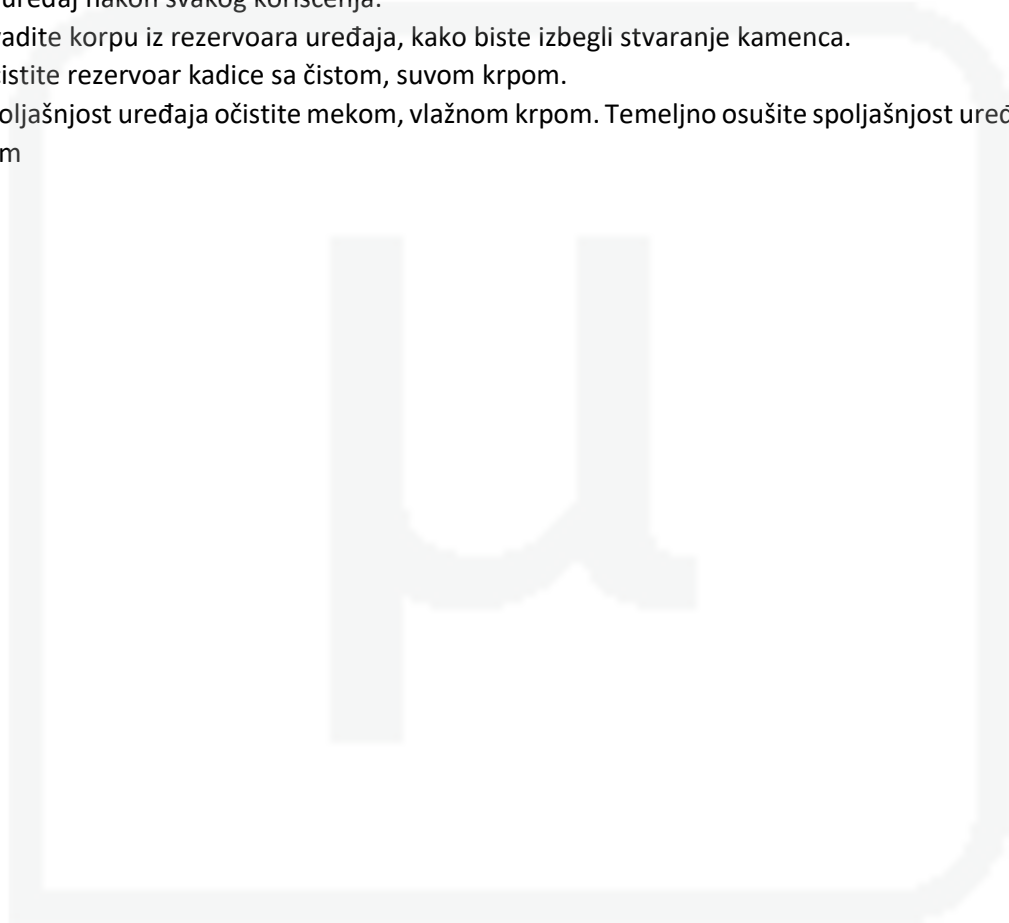 uređaj nakon svakog korišćenja.
adite korpu iz rezervoara uređaja, kako biste izbegli stvaranje kamenca.
istite rezervoar kadice sa čistom, suvom krpom.
oljašnjost uređaja očistite mekom, vlažnom krpom. Temeljno osušite spoljašnjost ured
m
µ